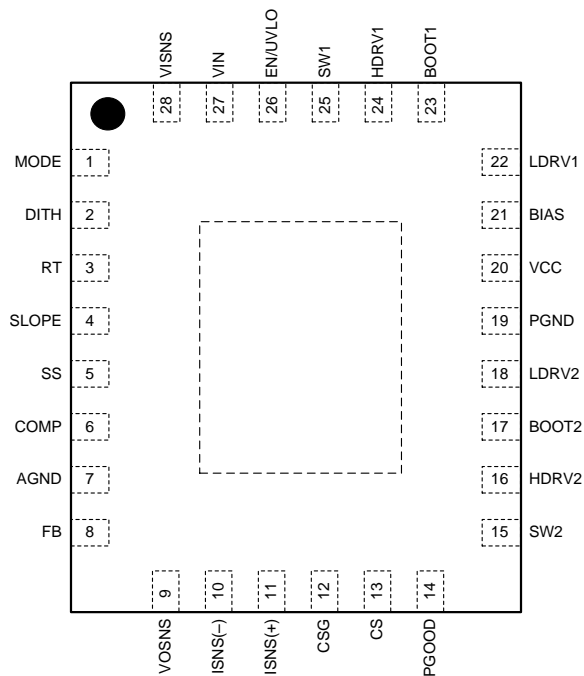 VISNS
VIN
EN/UVLO
SW1
HDRV1
BOOT1
28
27
26
25
24
23
MODE 1
22 LDRV1
DITH 2
21 BIAS
RT 3
20 VCC
SLOPE 4
19 PGND
SS 5
18 LDRV2
COMP 6
17 BOOT2
AGND 7
16 HDRV2
FB 8
15 SW2
9
10
11
12
13
14
VOSNS
ISNS(–)
ISNS(+)
CSG
CS
PGOOD